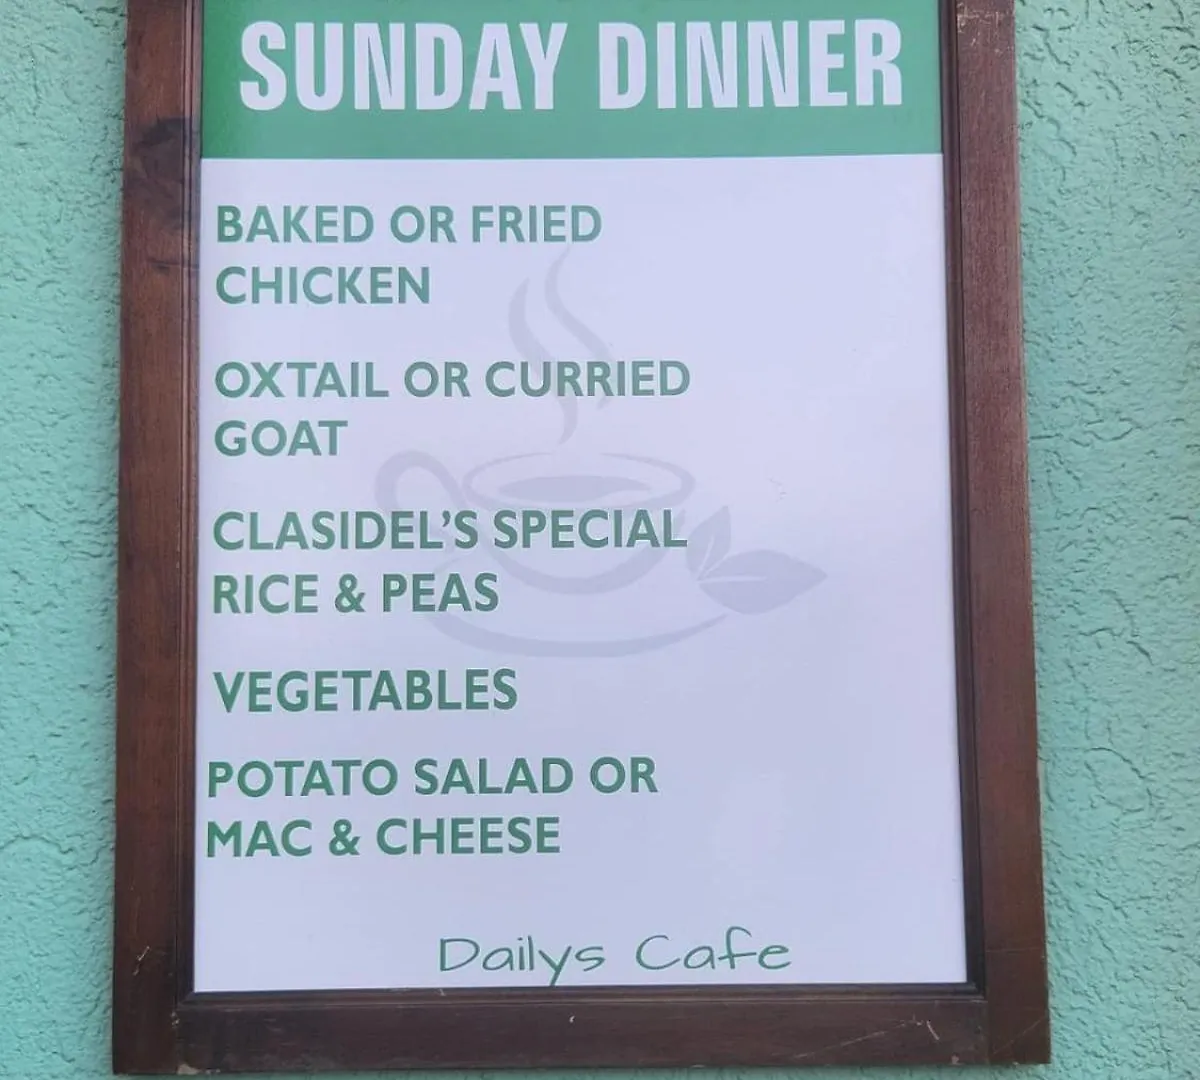 SUNDAY DINNER
BAKED OR FRIED
CHICKEN
OXTAIL OR CURRIED
GOAT
CLASIDEL'S SPECIAL
RICE & PEAS
VEGETABLES
POTATO SALAD OR
MAC & CHEESE
Dailys Cafe